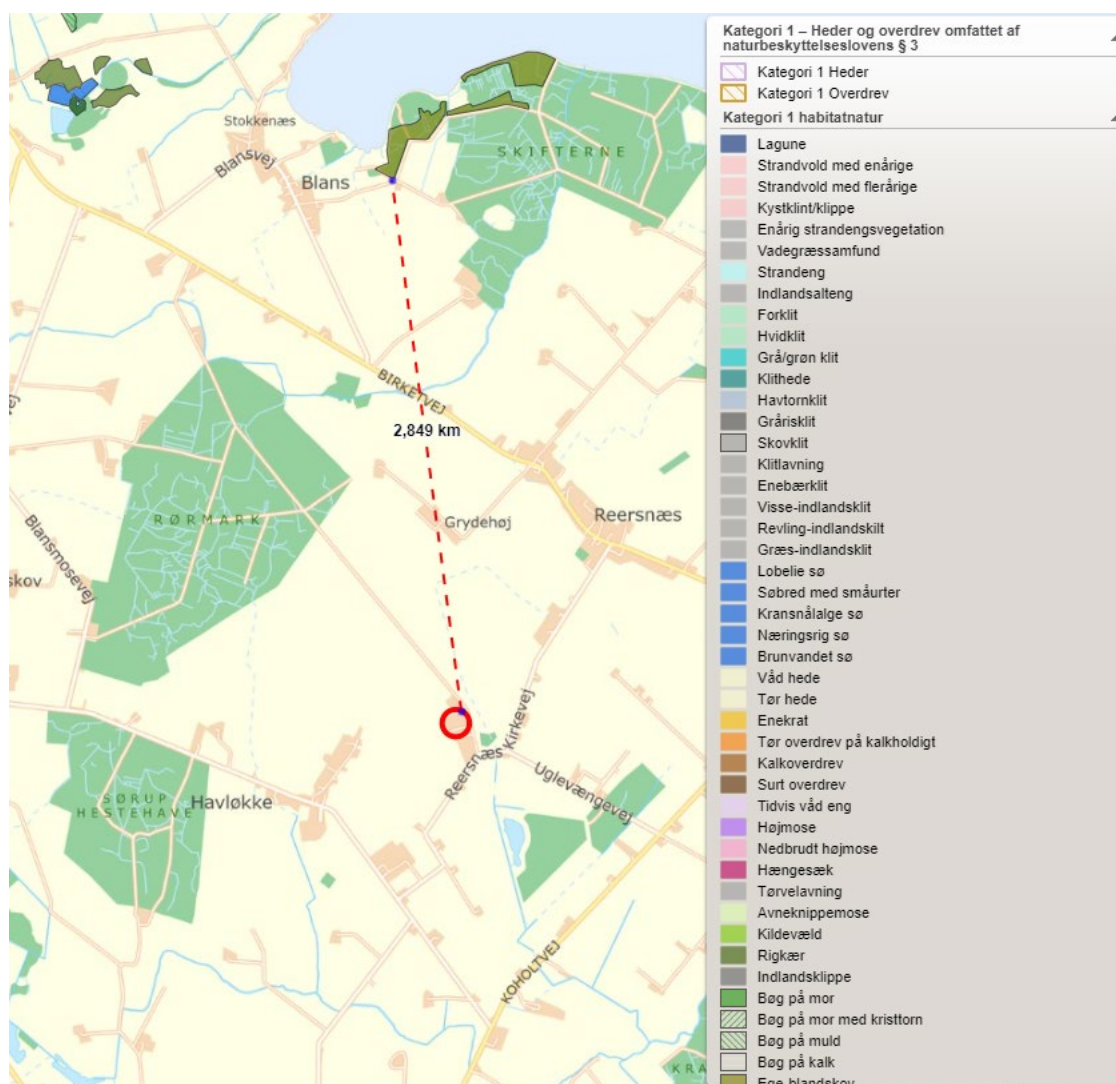 Stokkenæs
Blansvej
Blans
SKIFTERNE
BIRKETVEJ
2,849 km
RØRMARK
Grydehøj
Reersnæs
Blansmosevej
skov
Reersnæs Kirkevej
Uglevængevej
SØRUP
HESTEHAVE
Havløkke
KOHOLTVEJ
KRA
Kategori 1 – Heder og overdrev omfattet af
naturbeskyttelseslovens § 3
Kategori 1 Heder
Kategori 1 Overdrev
Kategori 1 habitatnatur
Lagune
Strandvold med enårige
Strandvold med flerårige
Kystklint/klippe
Enårig strandengsvegetation
Vadegræssamfund
Strandeng
Indlandsalteng
Forklit
Hvidklit
Grå/grøn klit
Klithede
Havtornklit
Grårisklit
Skovklit
Klitlavning
Enebærklit
Visse-indlandsklit
Revling-indlandskilt
Græs-indlandsklit
Lobelie sø
Søbred med småurter
Kransnålalge sø
Næringsrig sø
Brunvandet sø
Våd hede
Tør hede
Enekrat
Tør overdrev på kalkholdigt
Kalkoverdrev
Surt overdrev
Tidvis våd eng
Højmose
Nedbrudt højmose
Hængesæk
Tørvelavning
Avneknippemose
Kildevæld
Rigkær
Indlandsklippe
Bøg på mor
Bøg på mor med kristtorn
Bøg på muld
Bøg på kalk
Ege-blandskov